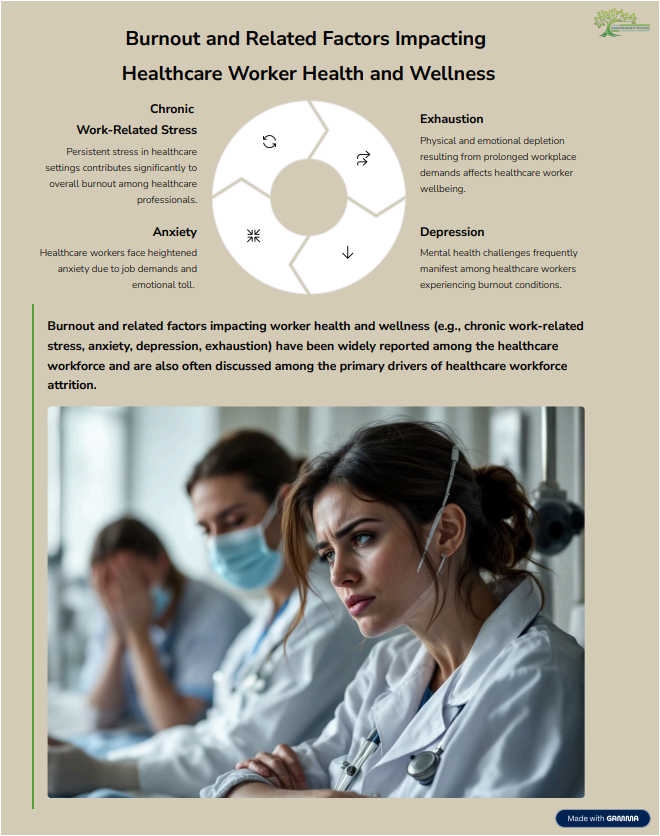 Burnout and Related Factors Impacting
Healthcare Worker Health and Wellness
Chronic
Work-Related Stress
Persistent stress in healthcare
settings contributes significantly to
overall burnout among healthcare
professionals.
Exhaustion
Physical and emotional depletion
resulting from prolonged workplace
demands affects healthcare worker
wellbeing.
Anxiety
Healthcare workers face heightened
anxiety due to job demands and
emotional toll.
Depression
Mental health challenges frequently
manifest among healthcare workers
experiencing burnout conditions.
Burnout and related factors impacting worker health and wellness (e.g., chronic work-related
stress, anxiety, depression, exhaustion) have been widely reported among the healthcare
workforce and are also often discussed among the primary drivers of healthcare workforce
attrition.
Made with GAMMA